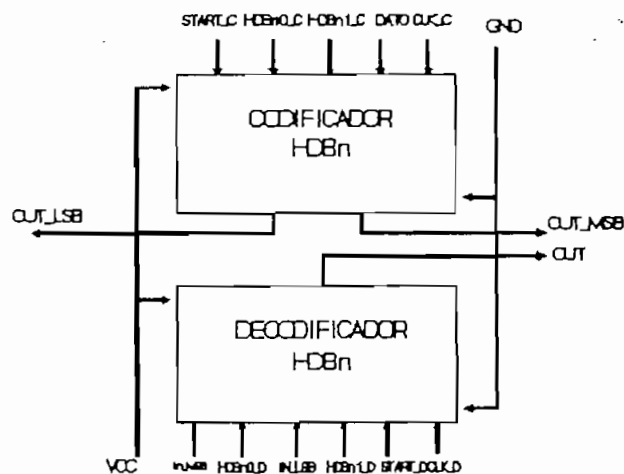 START_C HDBn0_C HDBn1_C DATO CLK_C
GND
CODIFICADOR
HDBn
OUT_LSB
OUT_MSB
OUT
DECODIFICADOR
HDBn
VCC
IN_MSB HDBn0_D IN_LSB HDBn1_D START_D CLK_D